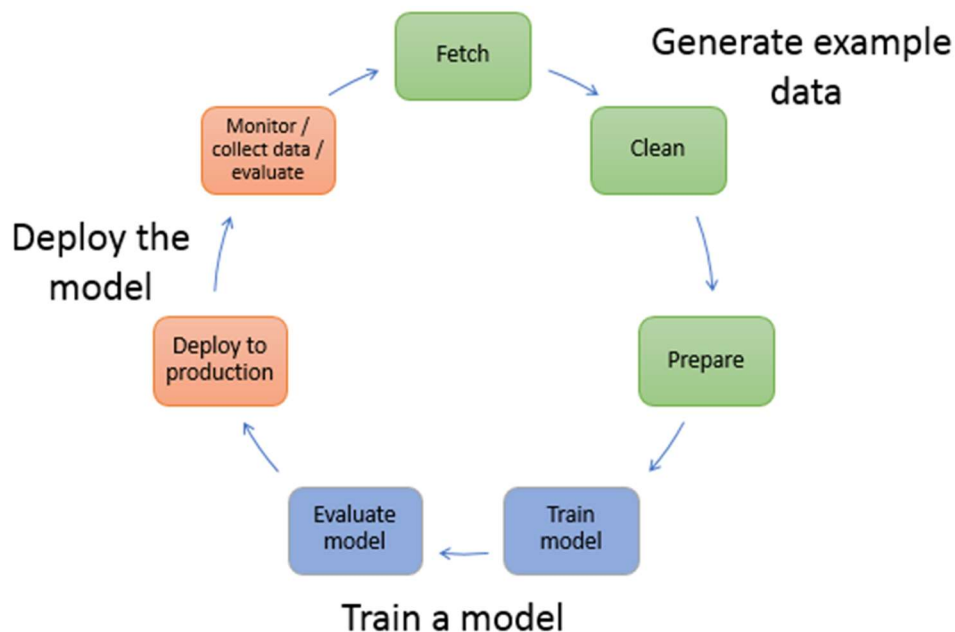 Fetch
Generate example
data
Clean
Prepare
Train
model
Train a model
Evaluate
model
Deploy to
production
Deploy the
model
Monitor /
collect data /
evaluate